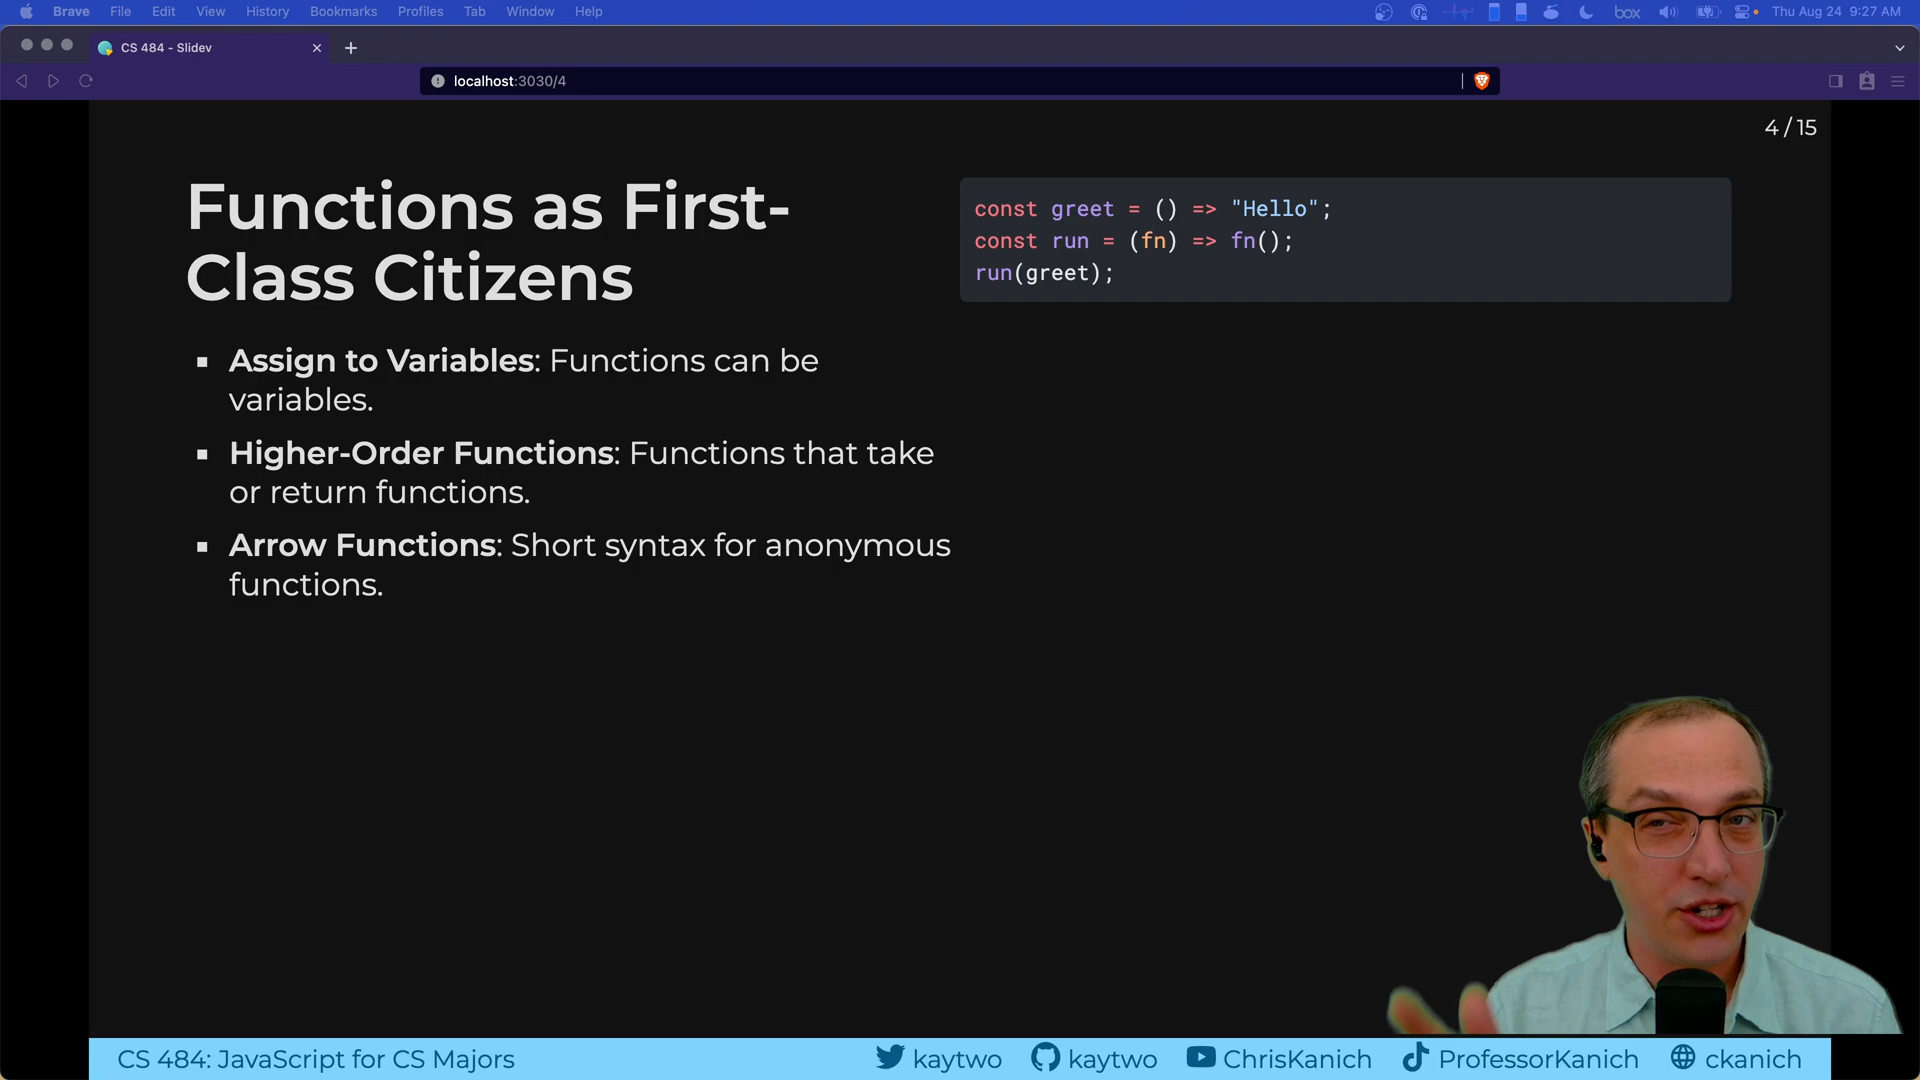 Brave File Edit View History Bookmarks Profiles Tab Window Help box Thu Aug 24 9:27 AM
CS 484 - Slidev
localhost:3030/4
4 / 15
Functions as First-
Class Citizens
const greet = () => "Hello";
const run = (fn) => fn();
run(greet);
▪ Assign to Variables: Functions can be
variables.
▪ Higher-Order Functions: Functions that take
or return functions.
▪ Arrow Functions: Short syntax for anonymous
functions.
CS 484: JavaScript for CS Majors kaytwo kaytwo ChrisKanich ProfessorKanich ckanich